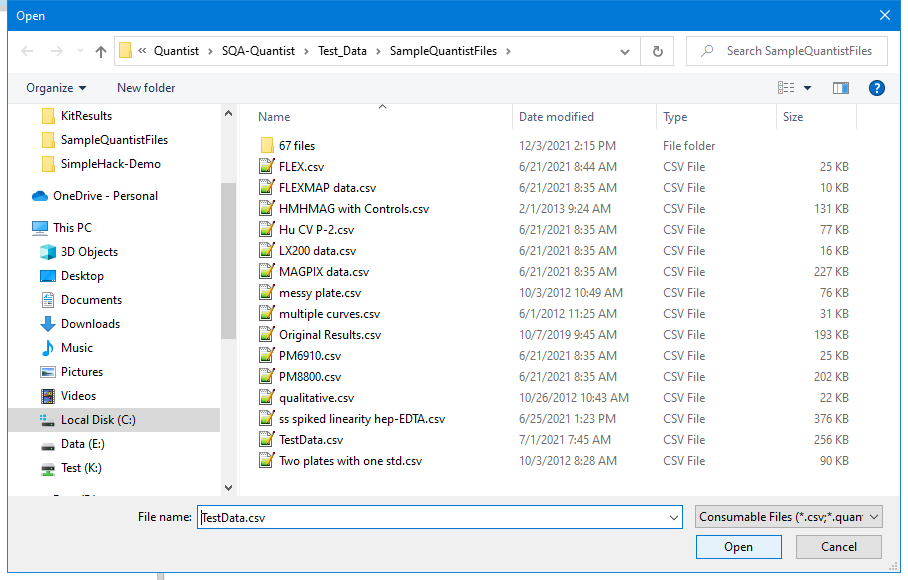 Open
« Quantist > SQA-Quantist > Test_Data > SampleQuantistFiles >
Search SampleQuantistFiles
Organize New folder
KitResults
SampleQuantistFiles
SimpleHack-Demo
OneDrive - Personal
This PC
3D Objects
Desktop
Documents
Downloads
Music
Pictures
Videos
Local Disk (C:)
Data (E:)
Test (K:)
Name Date modified Type Size
67 files 12/3/2021 2:15 PM File folder
FLEX.csv 6/21/2021 8:44 AM CSV File 25 KB
FLEXMAP data.csv 6/21/2021 8:35 AM CSV File 10 KB
HMHMAG with Controls.csv 2/1/2013 9:24 AM CSV File 131 KB
Hu CV P-2.csv 6/21/2021 8:35 AM CSV File 77 KB
LX200 data.csv 6/21/2021 8:35 AM CSV File 16 KB
MAGPIX data.csv 6/21/2021 8:35 AM CSV File 227 KB
messy plate.csv 10/3/2012 10:49 AM CSV File 76 KB
multiple curves.csv 6/1/2012 11:25 AM CSV File 31 KB
Original Results.csv 10/7/2019 9:45 AM CSV File 193 KB
PM6910.csv 6/21/2021 8:35 AM CSV File 25 KB
PM8800.csv 6/21/2021 8:35 AM CSV File 202 KB
qualitative.csv 10/26/2012 10:43 AM CSV File 22 KB
ss spiked linearity hep-EDTA.csv 6/25/2021 1:23 PM CSV File 376 KB
TestData.csv 7/1/2021 7:45 AM CSV File 256 KB
Two plates with one std.csv 10/3/2012 8:28 AM CSV File 90 KB
File name: TestData.csv
Consumable Files (*.csv;*.quan
Open Cancel